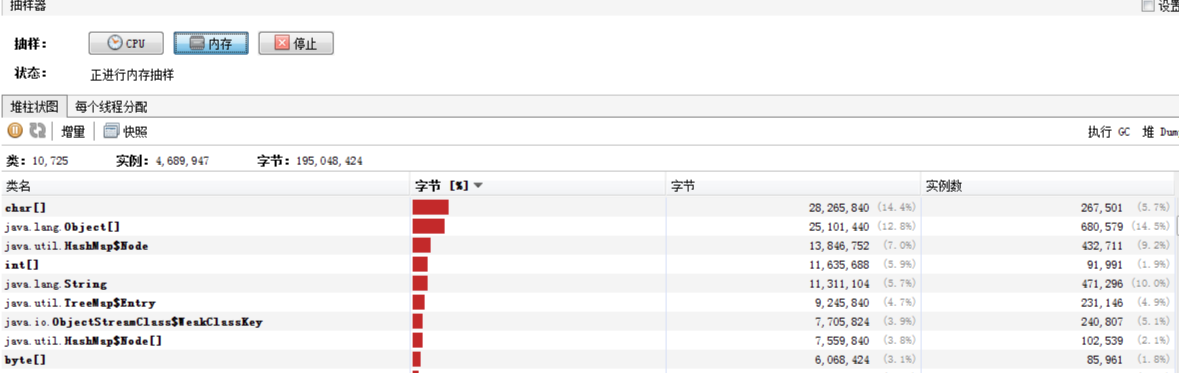 抽样器 设置
抽样： CPU 内存 停止
状态： 正进行内存抽样
堆柱状图 每个线程分配
增量 快照 执行 GC 堆 Dum
类：10,725 实例：4,689,947 字节：195,048,424
类名 字节 [%] 字节 实例数
char[] 28,265,840 (14.4%) 267,501 (5.7%)
java.lang.Object[] 25,101,440 (12.8%) 680,579 (14.5%)
java.util.HashMap$Node 13,846,752 (7.0%) 432,711 (9.2%)
int[] 11,635,688 (5.9%) 91,991 (1.9%)
java.lang.String 11,311,104 (5.7%) 471,296 (10.0%)
java.util.TreeMap$Entry 9,245,840 (4.7%) 231,146 (4.9%)
java.io.ObjectStreamClass$WeakClassKey 7,705,824 (3.9%) 240,807 (5.1%)
java.util.HashMap$Node[] 7,559,840 (3.8%) 102,539 (2.1%)
byte[] 6,068,424 (3.1%) 85,961 (1.8%)